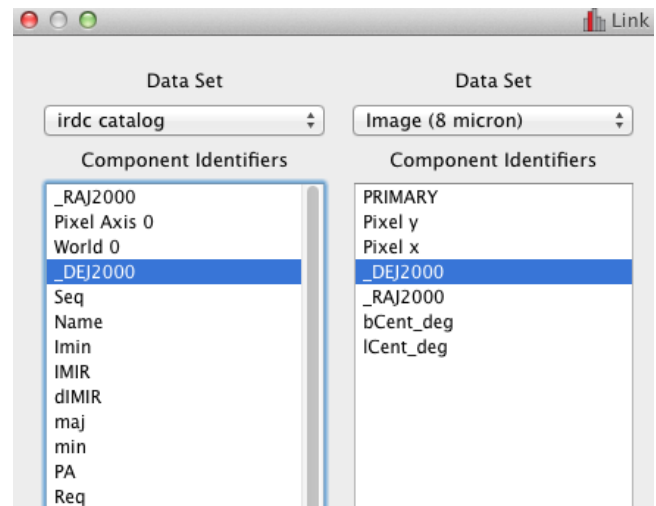 Link
Data Set
irdc catalog
Component Identifiers
_RAJ2000
Pixel Axis 0
World 0
_DEJ2000
Seq
Name
Imin
IMIR
dIMIR
maj
min
PA
Req
Data Set
Image (8 micron)
Component Identifiers
PRIMARY
Pixel y
Pixel x
_DEJ2000
_RAJ2000
bCent_deg
lCent_deg